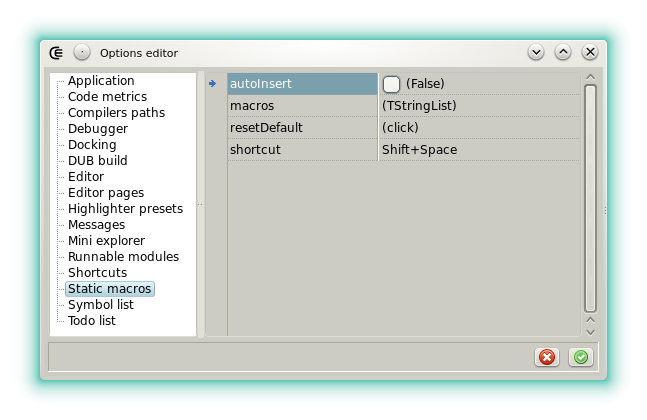 Options editor
Application
Code metrics
Compilers paths
Debugger
Docking
DUB build
Editor
Editor pages
Highlighter presets
Messages
Mini explorer
Runnable modules
Shortcuts
Static macros
Symbol list
Todo list
autoInsert (False)
macros (TStringList)
resetDefault (click)
shortcut Shift+Space